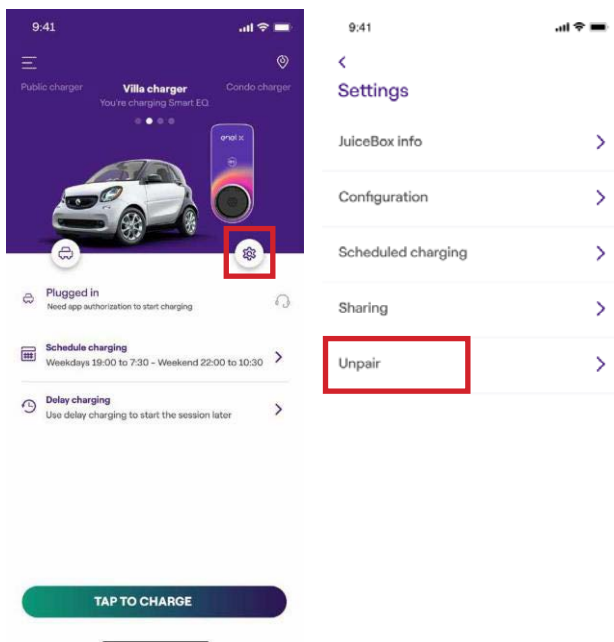 9:41
Public charger
Villa charger
Condo charger
You're charging Smart EQ
enel x
Plugged in
Need app authorization to start charging
Schedule charging
Weekdays 19:00 to 7:30 - Weekend 22:00 to 10:30
Delay charging
Use delay charging to start the session later
TAP TO CHARGE
9:41
Settings
JuiceBox info
Configuration
Scheduled charging
Sharing
Unpair